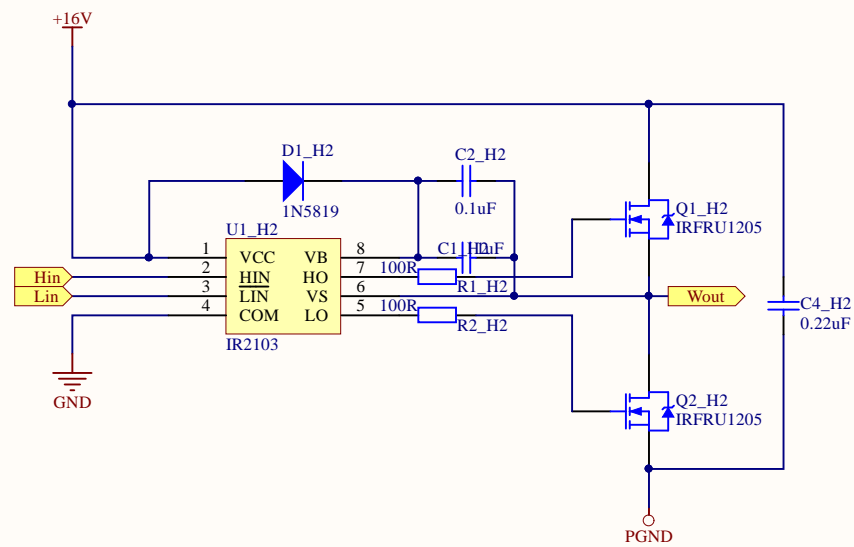 +16V
D1_H2
C2_H2
1N5819
0.1uF
Q1_H2
IRFRU1205
U1_H2
1 VCC VB 8
C1_H2 1uF
2 HIN HO 7
100R
R1_H2
3 LIN VS 6
100R
4 COM LO 5
R2_H2
IR2103
Hin
Lin
Wout
C4_H2
0.22uF
GND
Q2_H2
IRFRU1205
PGND